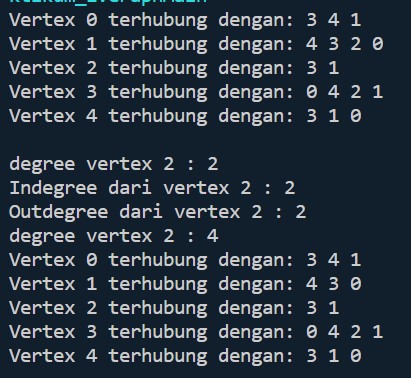 Vertex 0 terhubung dengan: 3 4 1
Vertex 1 terhubung dengan: 4 3 2 0
Vertex 2 terhubung dengan: 3 1
Vertex 3 terhubung dengan: 0 4 2 1
Vertex 4 terhubung dengan: 3 1 0
degree vertex 2 : 2
Indegree dari vertex 2 : 2
Outdegree dari vertex 2 : 2
degree vertex 2 : 4
Vertex 0 terhubung dengan: 3 4 1
Vertex 1 terhubung dengan: 4 3 0
Vertex 2 terhubung dengan: 3 1
Vertex 3 terhubung dengan: 0 4 2 1
Vertex 4 terhubung dengan: 3 1 0